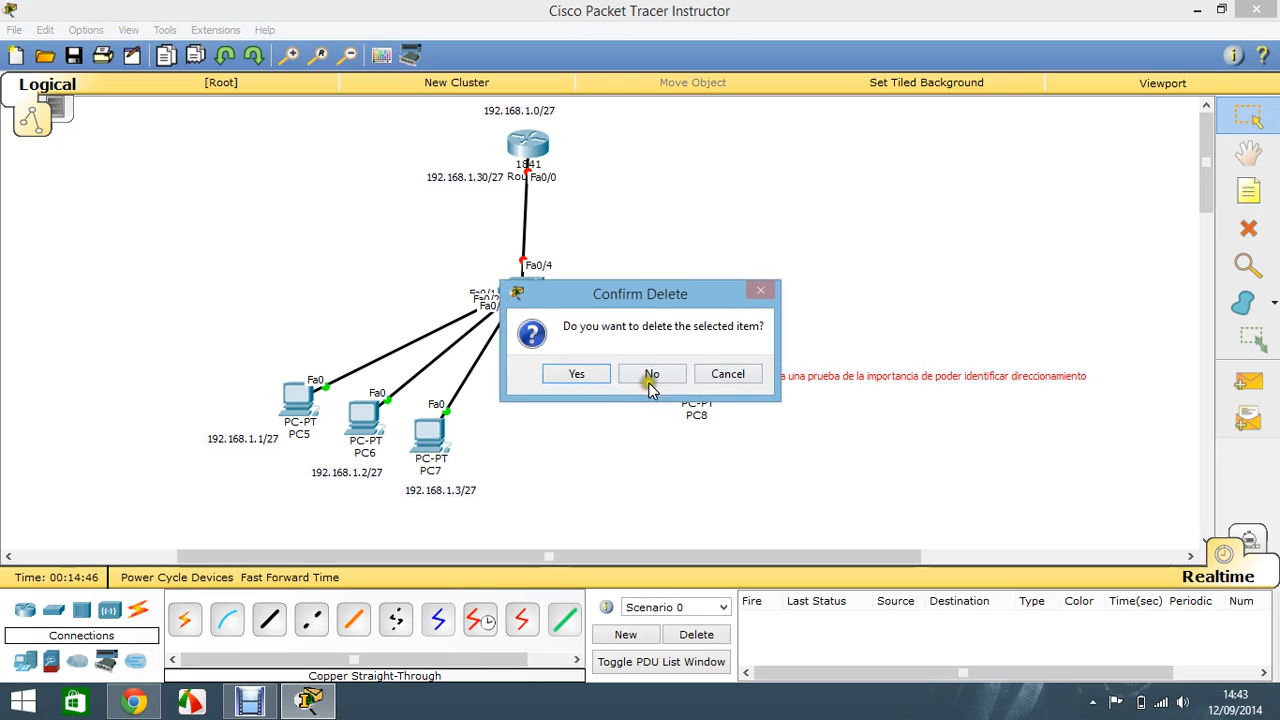 Cisco Packet Tracer Instructor
File Edit Options View Tools Extensions Help
Logical [Root] New Cluster Move Object Set Tiled Background Viewport
192.168.1.0/27
1841
192.168.1.30/27 Fa0/0
Fa0/4
Confirm Delete
Do you want to delete the selected item?
Yes No Cancel
a una prueba de la importancia de poder identificar direccionamiento
Fa0
PC-PT
PC5
192.168.1.1/27
Fa0
PC-PT
PC6
192.168.1.2/27
Fa0
PC-PT
PC7
192.168.1.3/27
PC8
Time: 00:14:46 Power Cycle Devices Fast Forward Time Realtime
Connections
Copper Straight-Through
Scenario 0
New Delete
Toggle PDU List Window
Fire Last Status Source Destination Type Color Time(sec) Periodic Num
14:43
12/09/2014